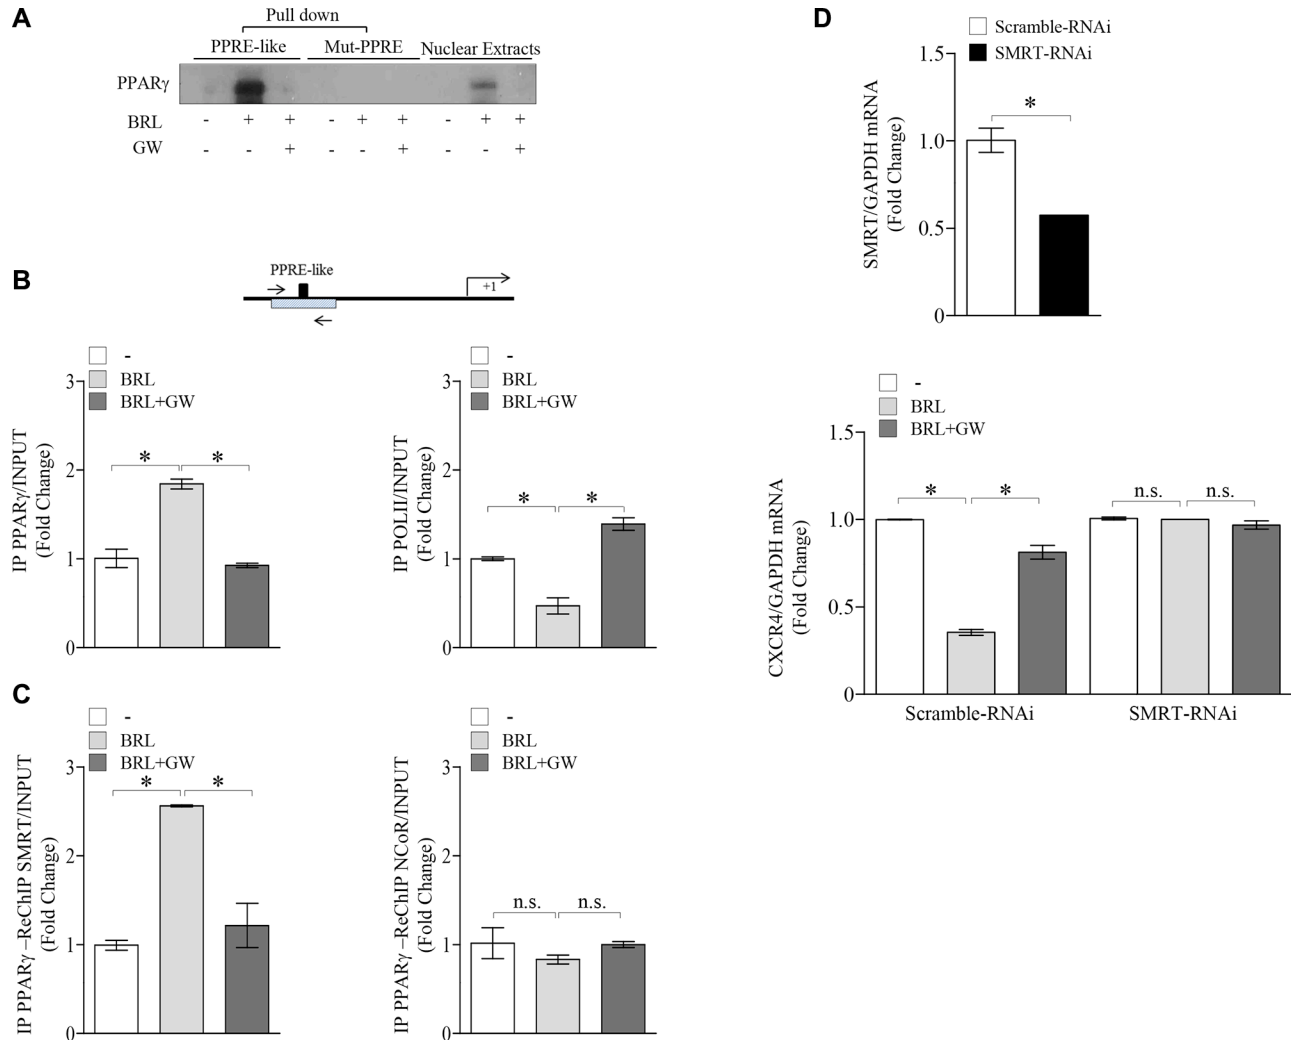 A
Pull down
PPRE-like Mut-PPRE Nuclear Extracts
PPARγ
BRL - + + - + + - + +
GW - - + - - + - - +
B
PPRE-like
+1
-
BRL
BRL+GW
IP PPARγ/INPUT
(Fold Change)
3
2
1
0
* *
-
BRL
BRL+GW
IP POLII/INPUT
(Fold Change)
3
2
1
0
* *
C
-
BRL
BRL+GW
IP PPARγ –ReChIP SMRT/INPUT
(Fold Change)
3
2
1
0
* *
-
BRL
BRL+GW
IP PPARγ –ReChIP NCoR/INPUT
(Fold Change)
3
2
1
0
n.s. n.s.
D
Scramble-RNAi
SMRT-RNAi
SMRT/GAPDH mRNA
(Fold Change)
1.5
1.0
0.5
0
*
-
BRL
BRL+GW
CXCR4/GAPDH mRNA
(Fold Change)
1.5
1.0
0.5
0
* * n.s. n.s.
Scramble-RNAi SMRT-RNAi